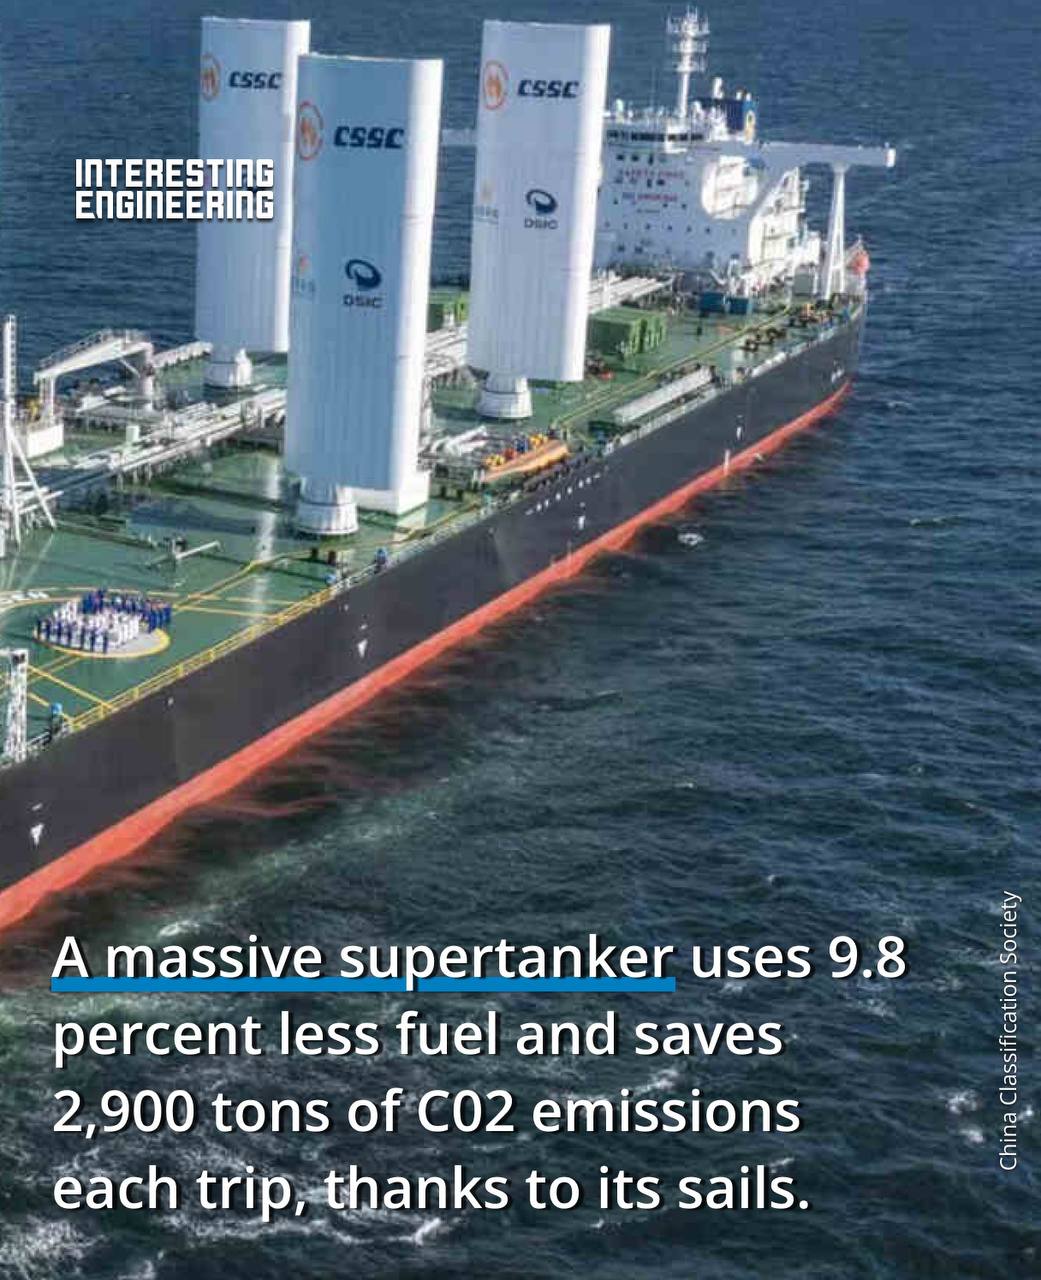 CSSC
CSSC
CSSC
INTERESTING
ENGINEERING
DSIC
DSIC
A massive supertanker uses 9.8
percent less fuel and saves
2,900 tons of C02 emissions
each trip, thanks to its sails.
China Classification Society